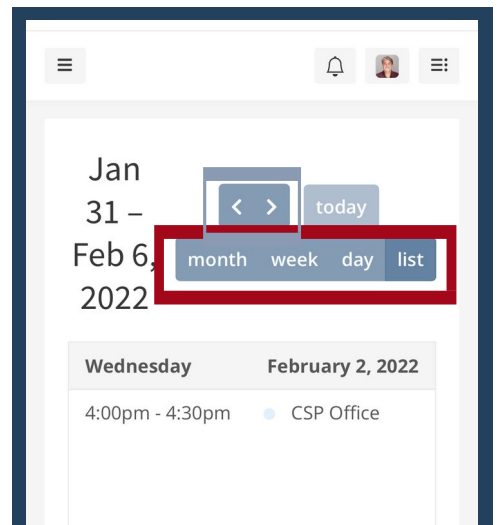 Jan
31 –
Feb 6,
2022
today
month week day list
Wednesday February 2, 2022
4:00pm - 4:30pm CSP Office